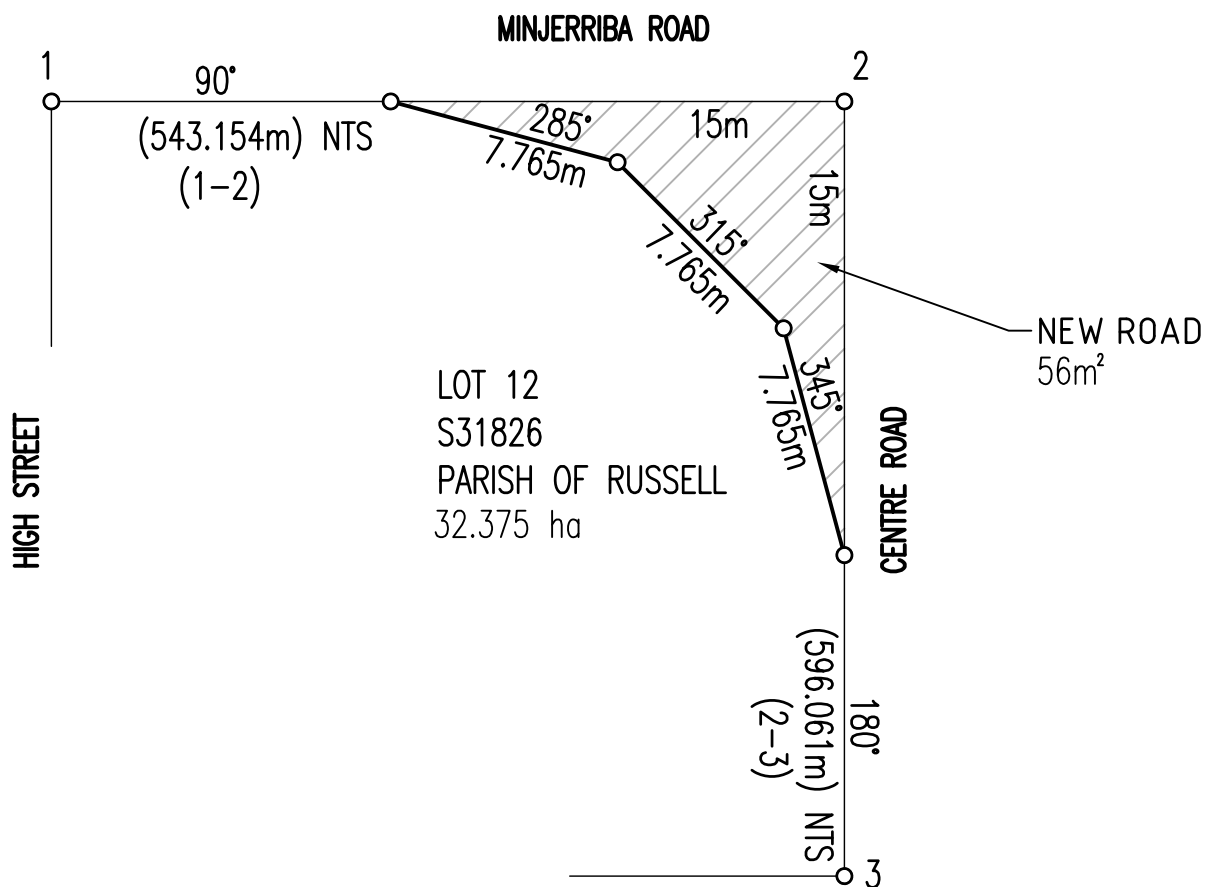 MINJERRIBA ROAD
1
2
90°
(543.154m) NTS
(1-2)
285°
7.765m
15m
15m
315°
7.765m
NEW ROAD
56m²
345°
7.765m
LOT 12
S31826
PARISH OF RUSSELL
32.375 ha
HIGH STREET
CENTRE ROAD
180°
(596.061m) NTS
(2-3)
3